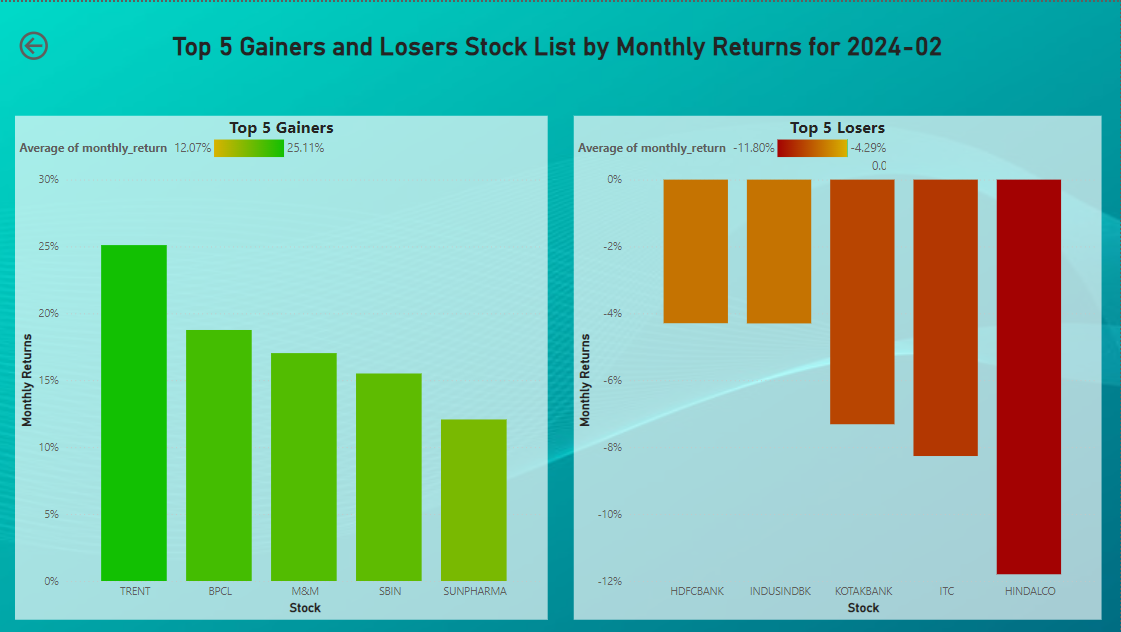 Top 5 Gainers and Losers Stock List by Monthly Returns for 2024-02
Top 5 Gainers
Average of monthly_return 12.07% 25.11%
30%
25%
20%
15%
10%
5%
0%
Monthly Returns
TRENT BPCL M&M SBIN SUNPHARMA
Stock
Top 5 Losers
Average of monthly_return -11.80% -4.29%
0.0
0%
-2%
-4%
-6%
-8%
-10%
-12%
Monthly Returns
HDFCBANK INDUSINDBK KOTAKBANK ITC HINDALCO
Stock